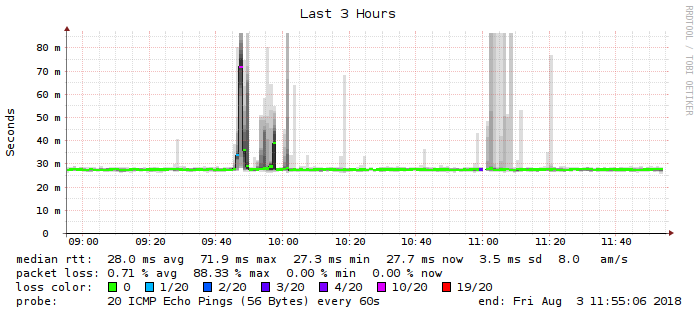 Last 3 Hours
RRDTOOL / TOBI OETIKER
Seconds
80 m
70 m
60 m
50 m
40 m
30 m
20 m
10 m
0
09:00 09:20 09:40 10:00 10:20 10:40 11:00 11:20 11:40
median rtt: 28.0 ms avg 71.9 ms max 27.3 ms min 27.7 ms now 3.5 ms sd 8.0 am/s
packet loss: 0.71 % avg 88.33 % max 0.00 % min 0.00 % now
loss color: 0 1/20 2/20 3/20 4/20 10/20 19/20
probe: 20 ICMP Echo Pings (56 Bytes) every 60s end: Fri Aug 3 11:55:06 2018